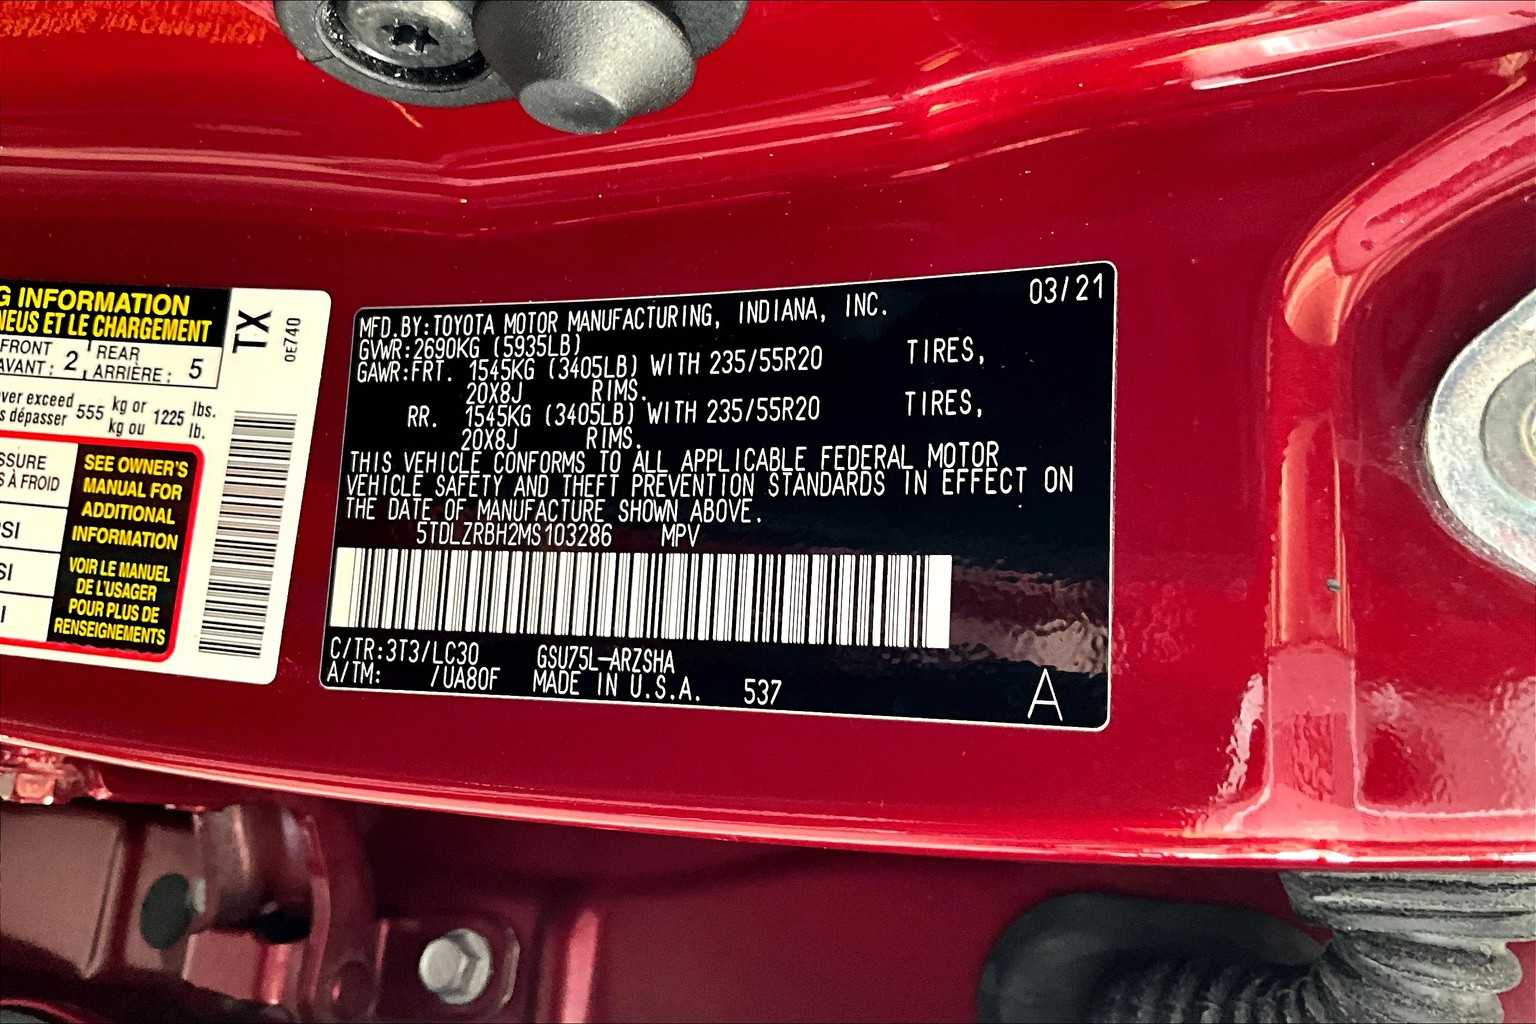 G INFORMATION
NEUS ET LE CHARGEMENT
FRONT
AVANT : 2
REAR
ARRIÈRE : 5
ver exceed
s dépasser 555 kg or
kg ou 1225 lbs.
lb.
SSURE
S À FROID
SI
SI
I
SEE OWNER'S
MANUAL FOR
ADDITIONAL
INFORMATION
VOIR LE MANUEL
DE L'USAGER
POUR PLUS DE
RENSEIGNEMENTS
TX
0E740
03/21
MFD.BY:TOYOTA MOTOR MANUFACTURING, INDIANA, INC.
GVWR:2690KG (5935LB)
GAWR:FRT. 1545KG (3405LB) WITH 235/55R20 TIRES,
20X8J RIMS.
RR. 1545KG (3405LB) WITH 235/55R20 TIRES,
20X8J RIMS.
THIS VEHICLE CONFORMS TO ALL APPLICABLE FEDERAL MOTOR
VEHICLE SAFETY AND THEFT PREVENTION STANDARDS IN EFFECT ON
THE DATE OF MANUFACTURE SHOWN ABOVE.
5TDLZRBH2MS103286 MPV
C/TR:3T3/LC30 GSU75L-ARZSHA
A/TM: /UA80F MADE IN U.S.A. 537
A